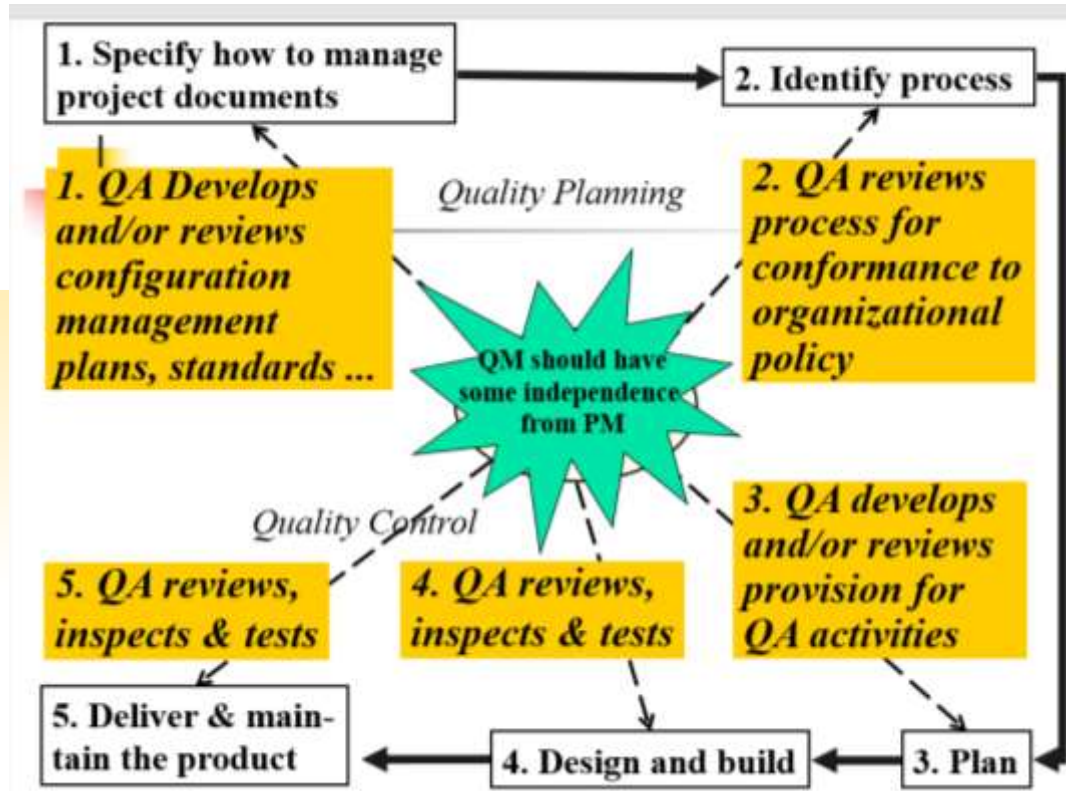 1. Specify how to manage
project documents
2. Identify process
1. QA Develops
and/or reviews
configuration
management
plans, standards ...
Quality Planning
2. QA reviews
process for
conformance to
organizational
policy
QM should have
some independence
from PM
Quality Control
3. QA develops
and/or reviews
provision for
QA activities
5. QA reviews,
inspects & tests
4. QA reviews,
inspects & tests
5. Deliver & main-
tain the product
4. Design and build
3. Plan